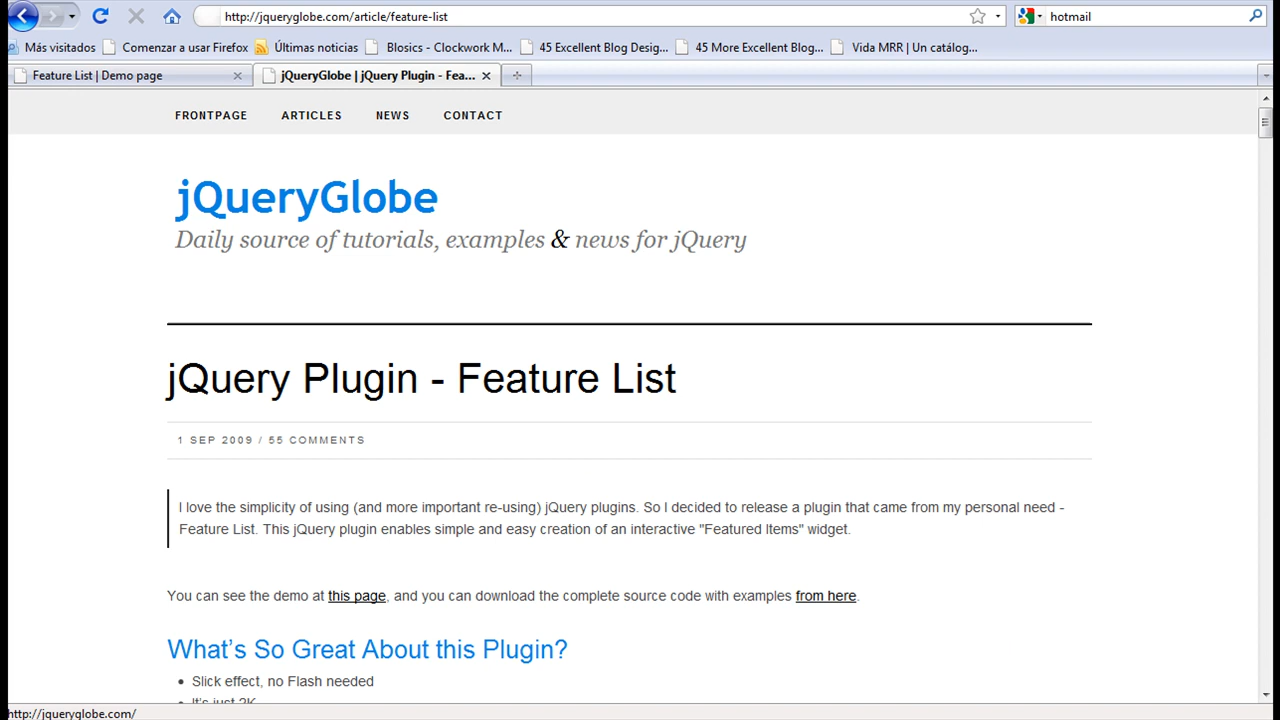 http://jqueryglobe.com/article/feature-list
hotmail
Más visitados
Comenzar a usar Firefox
Últimas noticias
Blosics - Clockwork M...
45 Excellent Blog Desig...
45 More Excellent Blog...
Vida MRR | Un catálog...
Feature List | Demo page
jQueryGlobe | jQuery Plugin - Fea...
FRONTPAGE ARTICLES NEWS CONTACT
jQueryGlobe
Daily source of tutorials, examples & news for jQuery
jQuery Plugin - Feature List
1 SEP 2009 / 55 COMMENTS
I love the simplicity of using (and more important re-using) jQuery plugins. So I decided to release a plugin that came from my personal need -
Feature List. This jQuery plugin enables simple and easy creation of an interactive "Featured Items" widget.
You can see the demo at this page, and you can download the complete source code with examples from here.
What's So Great About this Plugin?
• Slick effect, no Flash needed
• It's just 2K
http://jqueryglobe.com/